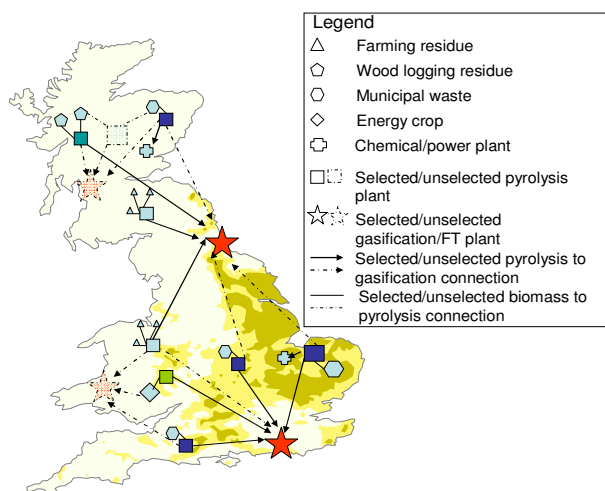 Legend
Farming residue
Wood logging residue
Municipal waste
Energy crop
Chemical/power plant
Selected/unselected pyrolysis
plant
Selected/unselected
gasification/FT plant
Selected/unselected pyrolysis to
gasification connection
Selected/unselected biomass to
pyrolysis connection